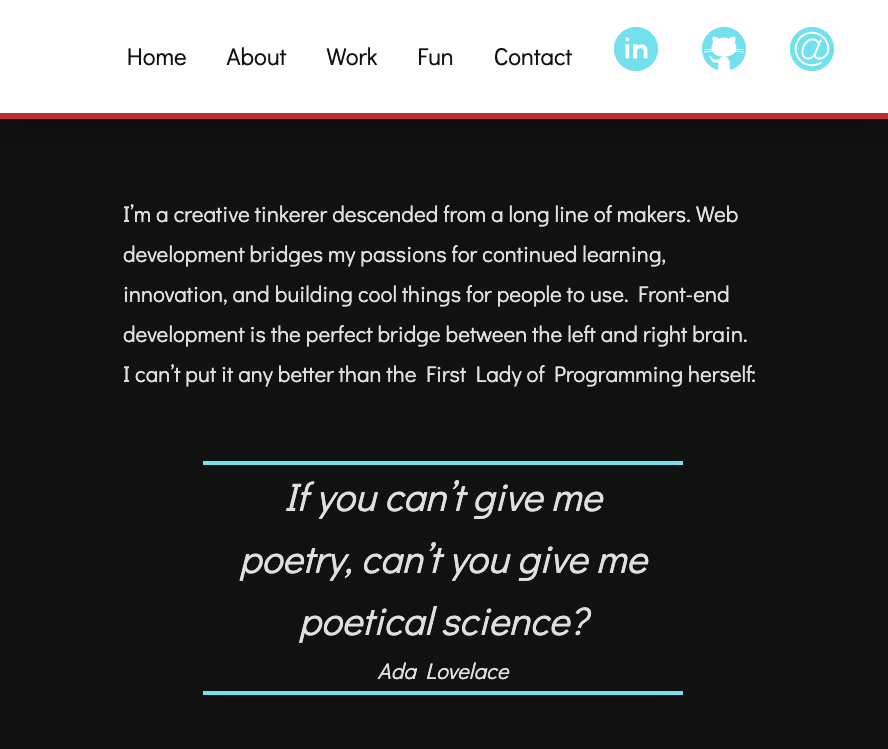 Home About Work Fun Contact in @
I’m a creative tinkerer descended from a long line of makers. Web
development bridges my passions for continued learning,
innovation, and building cool things for people to use. Front-end
development is the perfect bridge between the left and right brain.
I can’t put it any better than the First Lady of Programming herself:
If you can’t give me
poetry, can’t you give me
poetical science?
Ada Lovelace